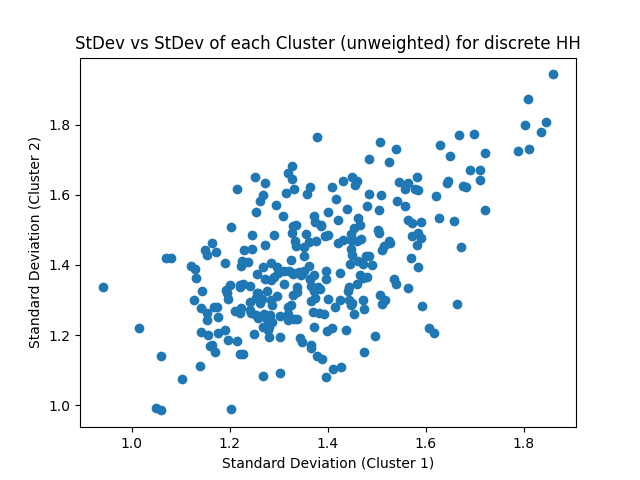 StDev vs StDev of each Cluster (unweighted) for discrete HH
Standard Deviation (Cluster 2)
1.8
1.6
1.4
1.2
1.0
1.0 1.2 1.4 1.6 1.8
Standard Deviation (Cluster 1)